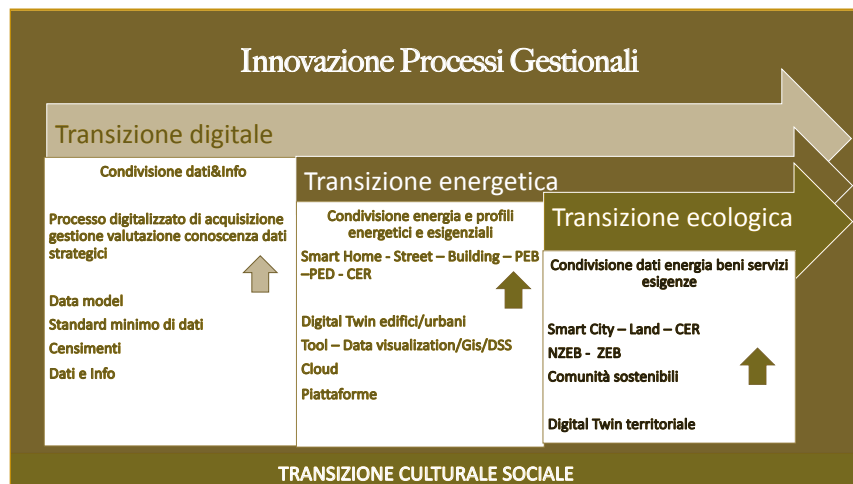 Innovazione Processi Gestionali
Transizione digitale
Condivisione dati&Info
Processo digitalizzato di acquisizione
gestione valutazione conoscenza dati
strategici
Data model
Standard minimo di dati
Censimenti
Dati e Info
Transizione energetica
Condivisione energia e profili
energetici e esigenziali
Smart Home - Street – Building – PEB
–PED - CER
Digital Twin edifici/urbani
Tool – Data visualization/Gis/DSS
Cloud
Piattaforme
Transizione ecologica
Condivisione dati energia beni servizi
esigenze
Smart City – Land – CER
NZEB - ZEB
Comunità sostenibili
Digital Twin territoriale
TRANSIZIONE CULTURALE SOCIALE